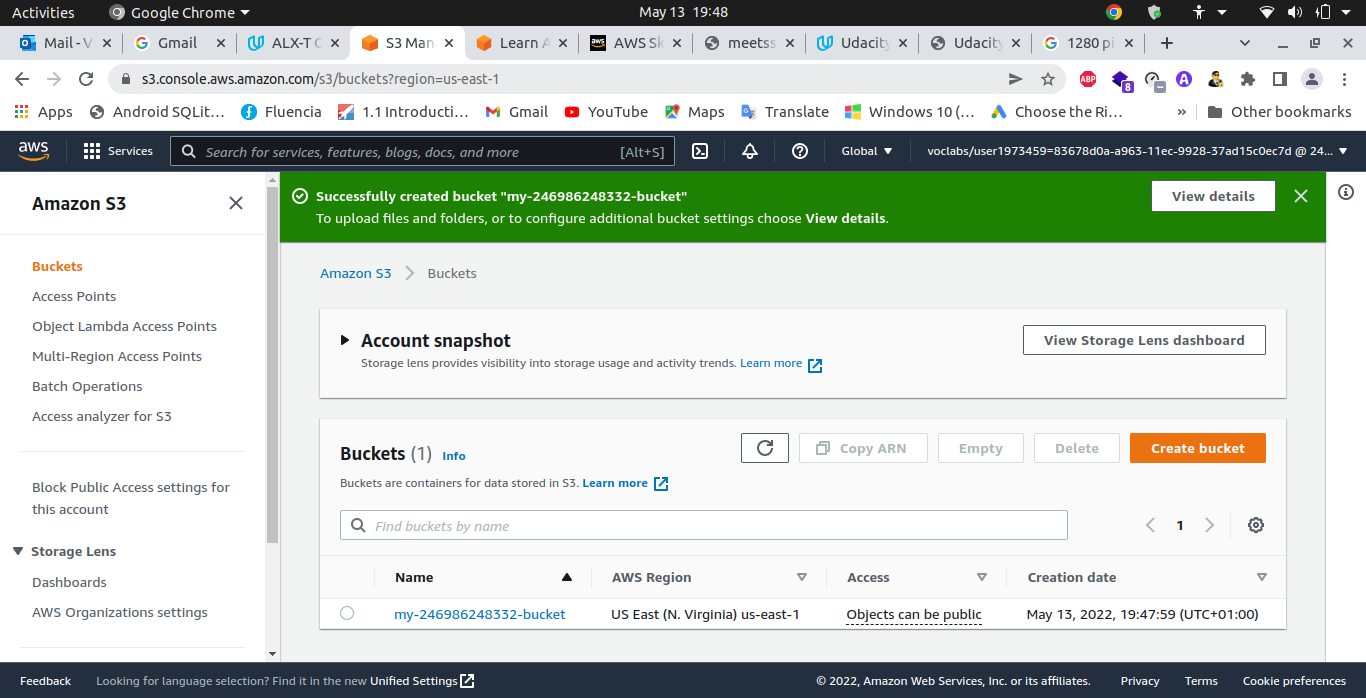 Activities
Google Chrome
May 13 19:48
Mail - V
Gmail
ALX-T C
S3 Man
Learn A
AWS Sk
meetss
Udacity
Udacity
1280 pi
s3.console.aws.amazon.com/s3/buckets?region=us-east-1
ABP
8
A
Apps
Android SQLit...
Fluencia
1.1 Introducti...
Gmail
YouTube
Maps
Translate
Windows 10 (...
Choose the Ri...
»
Other bookmarks
aws
Services
Search for services, features, blogs, docs, and more
[Alt+S]
Global
voclabs/user1973459=83678d0a-a963-11ec-9928-37ad15c0ec7d @ 24...
Amazon S3
Buckets
Access Points
Object Lambda Access Points
Multi-Region Access Points
Batch Operations
Access analyzer for S3
Block Public Access settings for
this account
Storage Lens
Dashboards
AWS Organizations settings
Successfully created bucket "my-246986248332-bucket"
To upload files and folders, or to configure additional bucket settings choose View details.
View details
Amazon S3
Buckets
Account snapshot
Storage lens provides visibility into storage usage and activity trends. Learn more
View Storage Lens dashboard
Buckets (1) Info
Buckets are containers for data stored in S3. Learn more
Copy ARN
Empty
Delete
Create bucket
Find buckets by name
1
Name
AWS Region
Access
Creation date
my-246986248332-bucket
US East (N. Virginia) us-east-1
Objects can be public
May 13, 2022, 19:47:59 (UTC+01:00)
Feedback
Looking for language selection? Find it in the new Unified Settings
© 2022, Amazon Web Services, Inc. or its affiliates.
Privacy
Terms
Cookie preferences